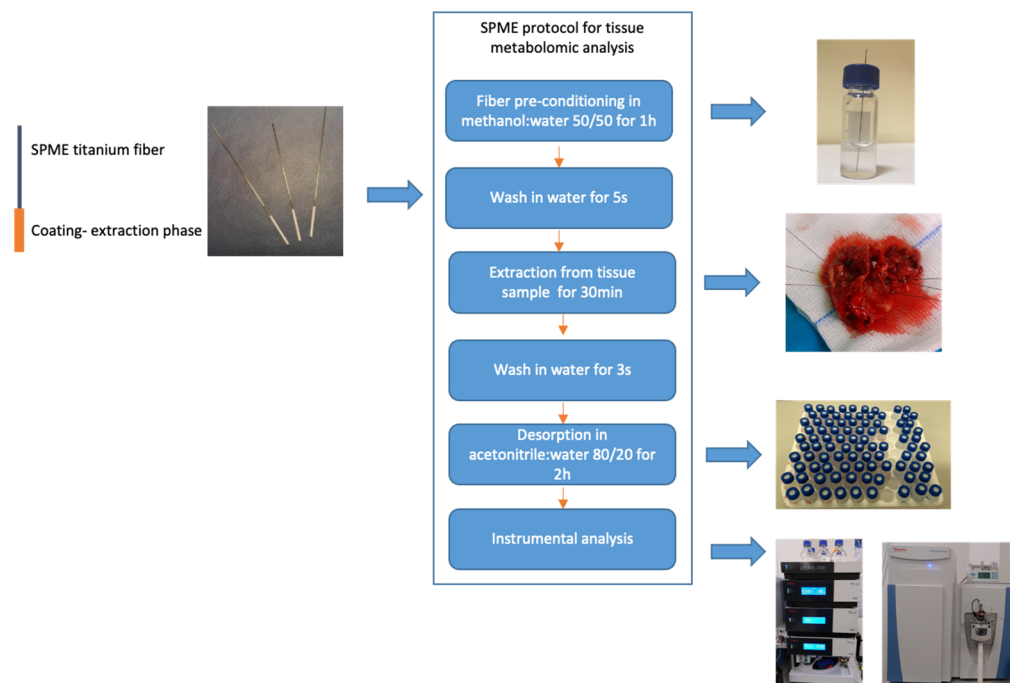 SPME protocol for tissue
metabolomic analysis
SPME titanium fiber
Coating- extraction phase
Fiber pre-conditioning in
methanol:water 50/50 for 1h
Wash in water for 5s
Extraction from tissue
sample for 30min
Wash in water for 3s
Desorption in
acetonitrile:water 80/20 for
2h
Instrumental analysis